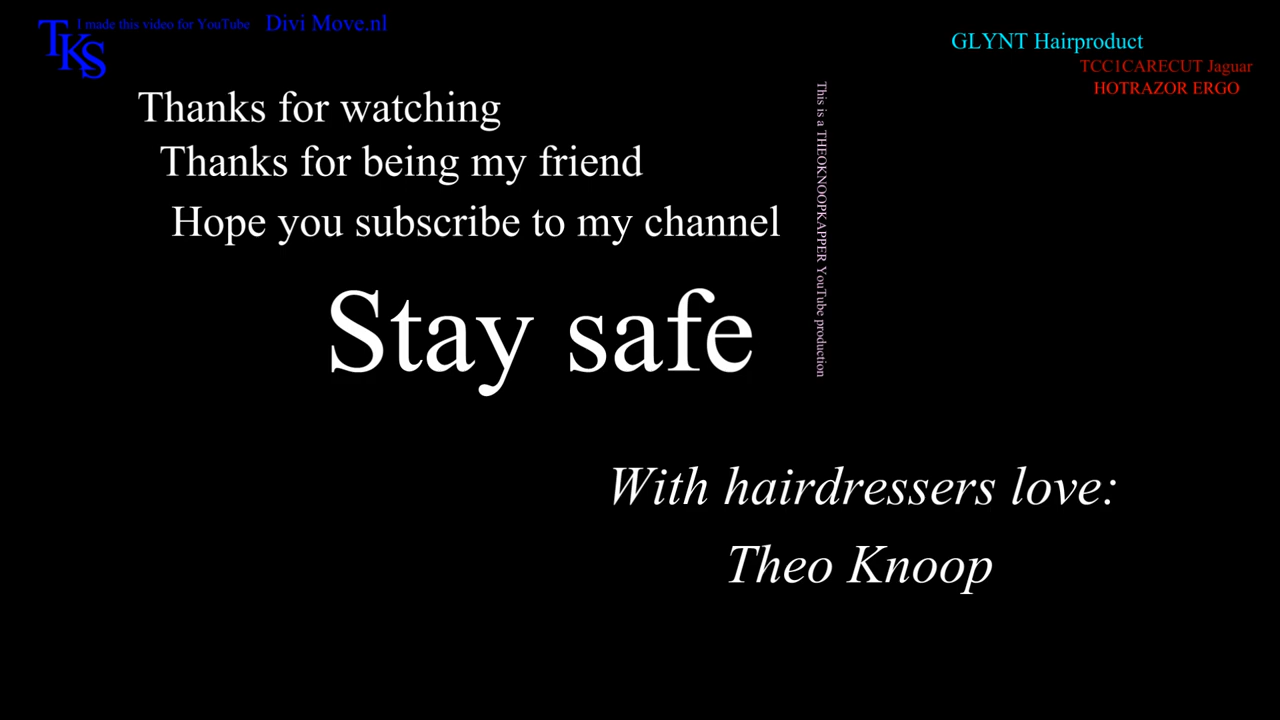 TKS
I made this video for YouTube
Divi Move.nl
GLYNT Hairproduct
TCC1CARECUT Jaguar
HOTRAZOR ERGO
Thanks for watching
Thanks for being my friend
Hope you subscribe to my channel
This is a THEOKNOOPKAPPER YouTube production
Stay safe
With hairdressers love:
Theo Knoop